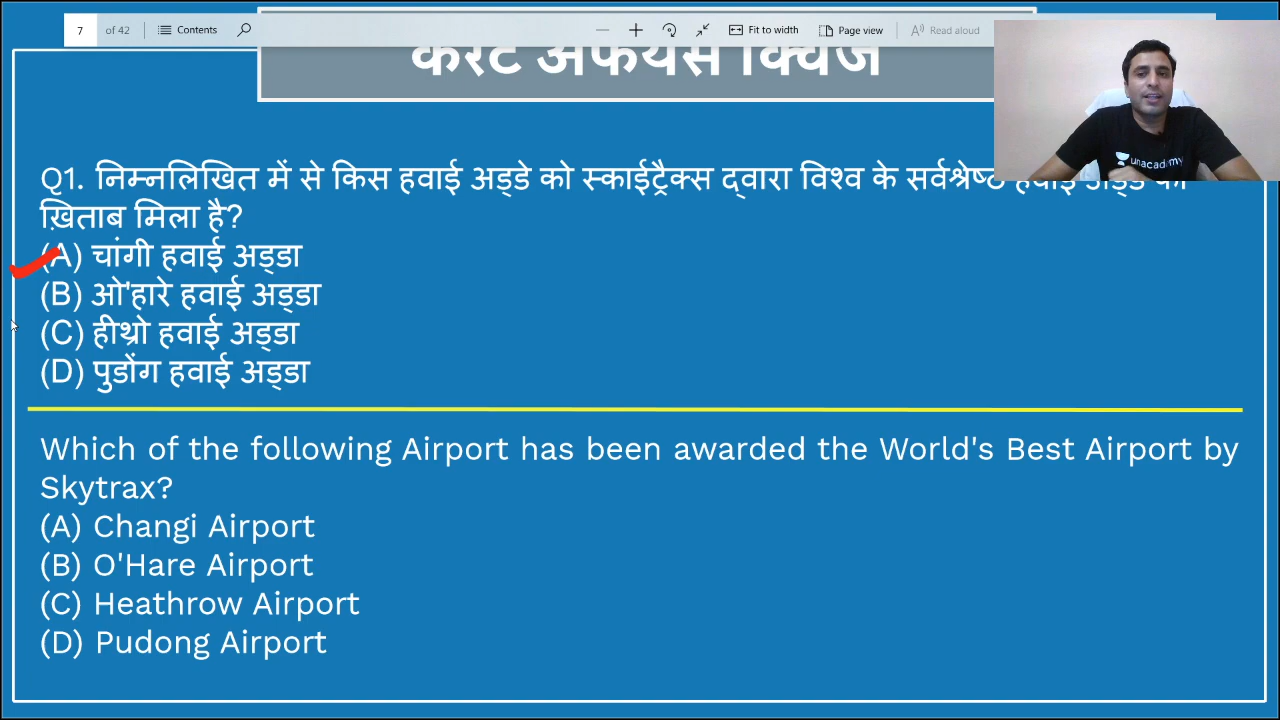 7 of 42 Contents Fit to width Page view Read aloud
करंट अफेयर्स क्विज
Q1. निम्नलिखित में से किस हवाई अड्डे को स्काईट्रैक्स द्वारा विश्व के सर्वश्रेष्ठ हवाई अड्डे का
ख़िताब मिला है?
(A) चांगी हवाई अड्डा
(B) ओ'हारे हवाई अड्डा
(C) हीथ्रो हवाई अड्डा
(D) पुडोंग हवाई अड्डा
Which of the following Airport has been awarded the World's Best Airport by
Skytrax?
(A) Changi Airport
(B) O'Hare Airport
(C) Heathrow Airport
(D) Pudong Airport
unacademy